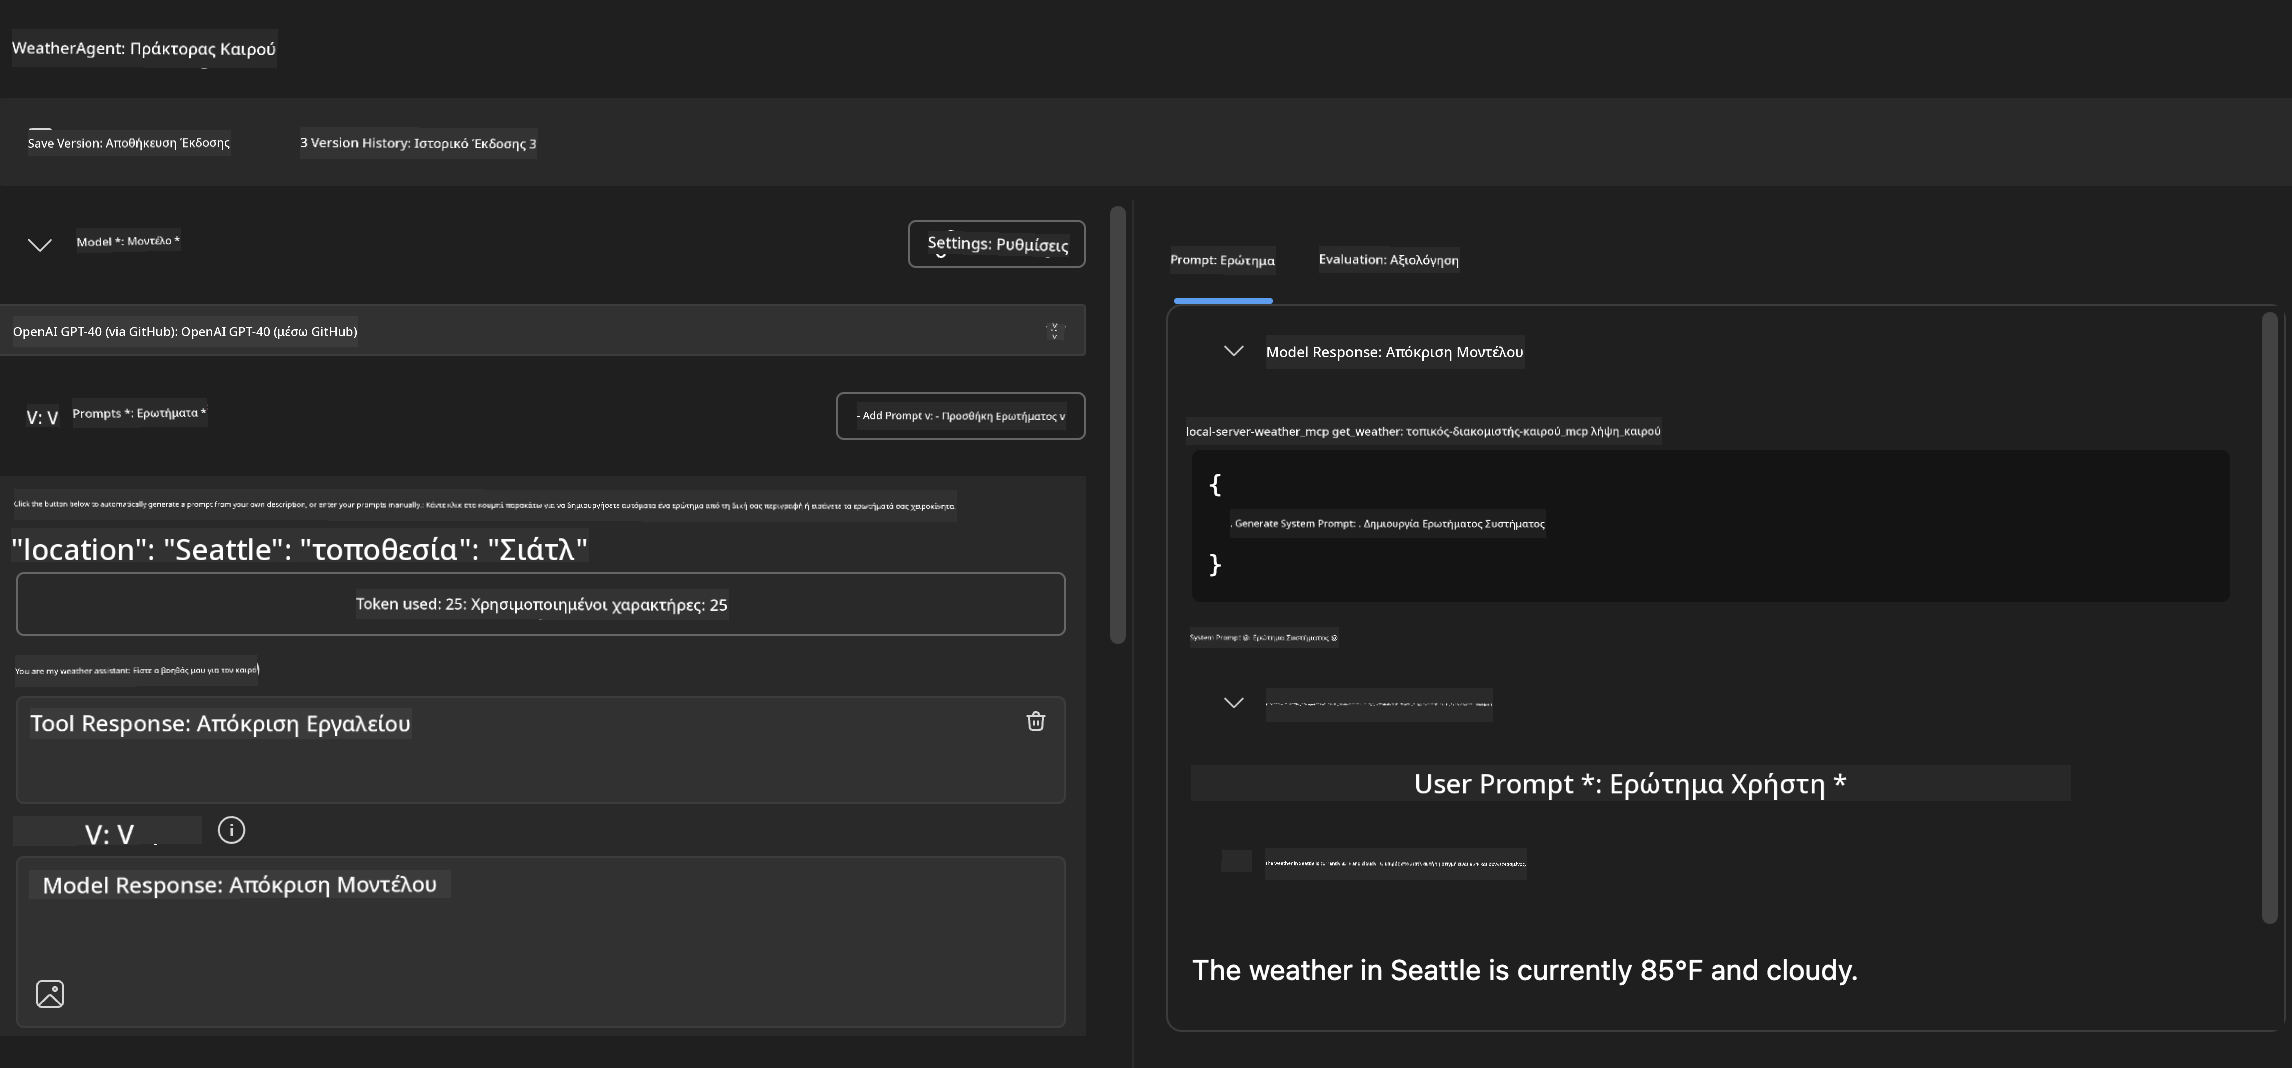 WeatherAgent: Πράκτορας Καιρού
Save Version: Αποθήκευση Έκδοσης
3 Version History: Ιστορικό Έκδοσης 3
Model *: Μοντέλο *
Settings: Ρυθμίσεις
OpenAI GPT-40 (via GitHub): OpenAI GPT-40 (μέσω GitHub)
V: V
Prompts *: Ερωτήματα *
- Add Prompt v: - Προσθήκη Ερωτήματος v
Click the button below to automatically generate a prompt from your own description, or enter your prompts manually.: Κάντε κλικ στο κουμπί παρακάτω για να δημιουργήσετε αυτόματα ένα ερώτημα από τη δική σας περιγραφή ή εισάγετε τα ερωτήματά σας χειροκίνητα.
"location": "Seattle": "τοποθεσία": "Σιάτλ"
Token used: 25: Χρησιμοποιημένοι χαρακτήρες: 25
You are my weather assistant: Είστε ο βοηθός μου για τον καιρό
Tool Response: Απόκριση Εργαλείου
V: V
Model Response: Απόκριση Μοντέλου
Prompt: Ερώτημα
Evaluation: Αξιολόγηση
Model Response: Απόκριση Μοντέλου
local-server-weather_mcp get_weather: τοπικός-διακομιστής-καιρού_mcp λήψη_καιρού
{
. Generate System Prompt: . Δημιουργία Ερωτήματος Συστήματος
}
System Prompt @: Ερώτημα Συστήματος @
User Prompt *: Ερώτημα Χρήστη *
The weather in Seattle is currently 85°F and cloudy.